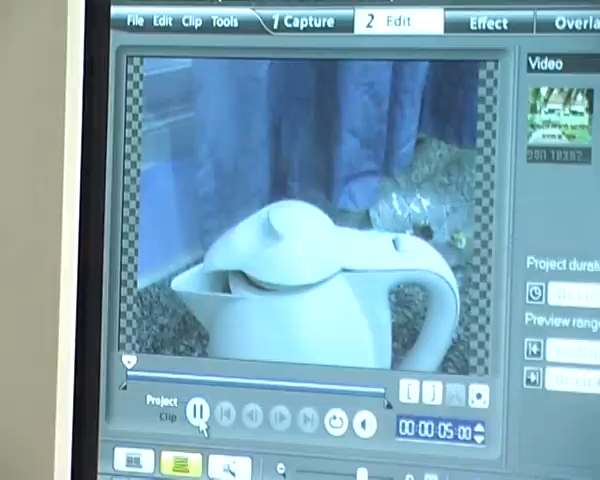 File Edit Clip Tools 1 Capture 2 Edit Effect Overla
Video
Project durati
Preview rang
Project
Clip
00:00:05:00